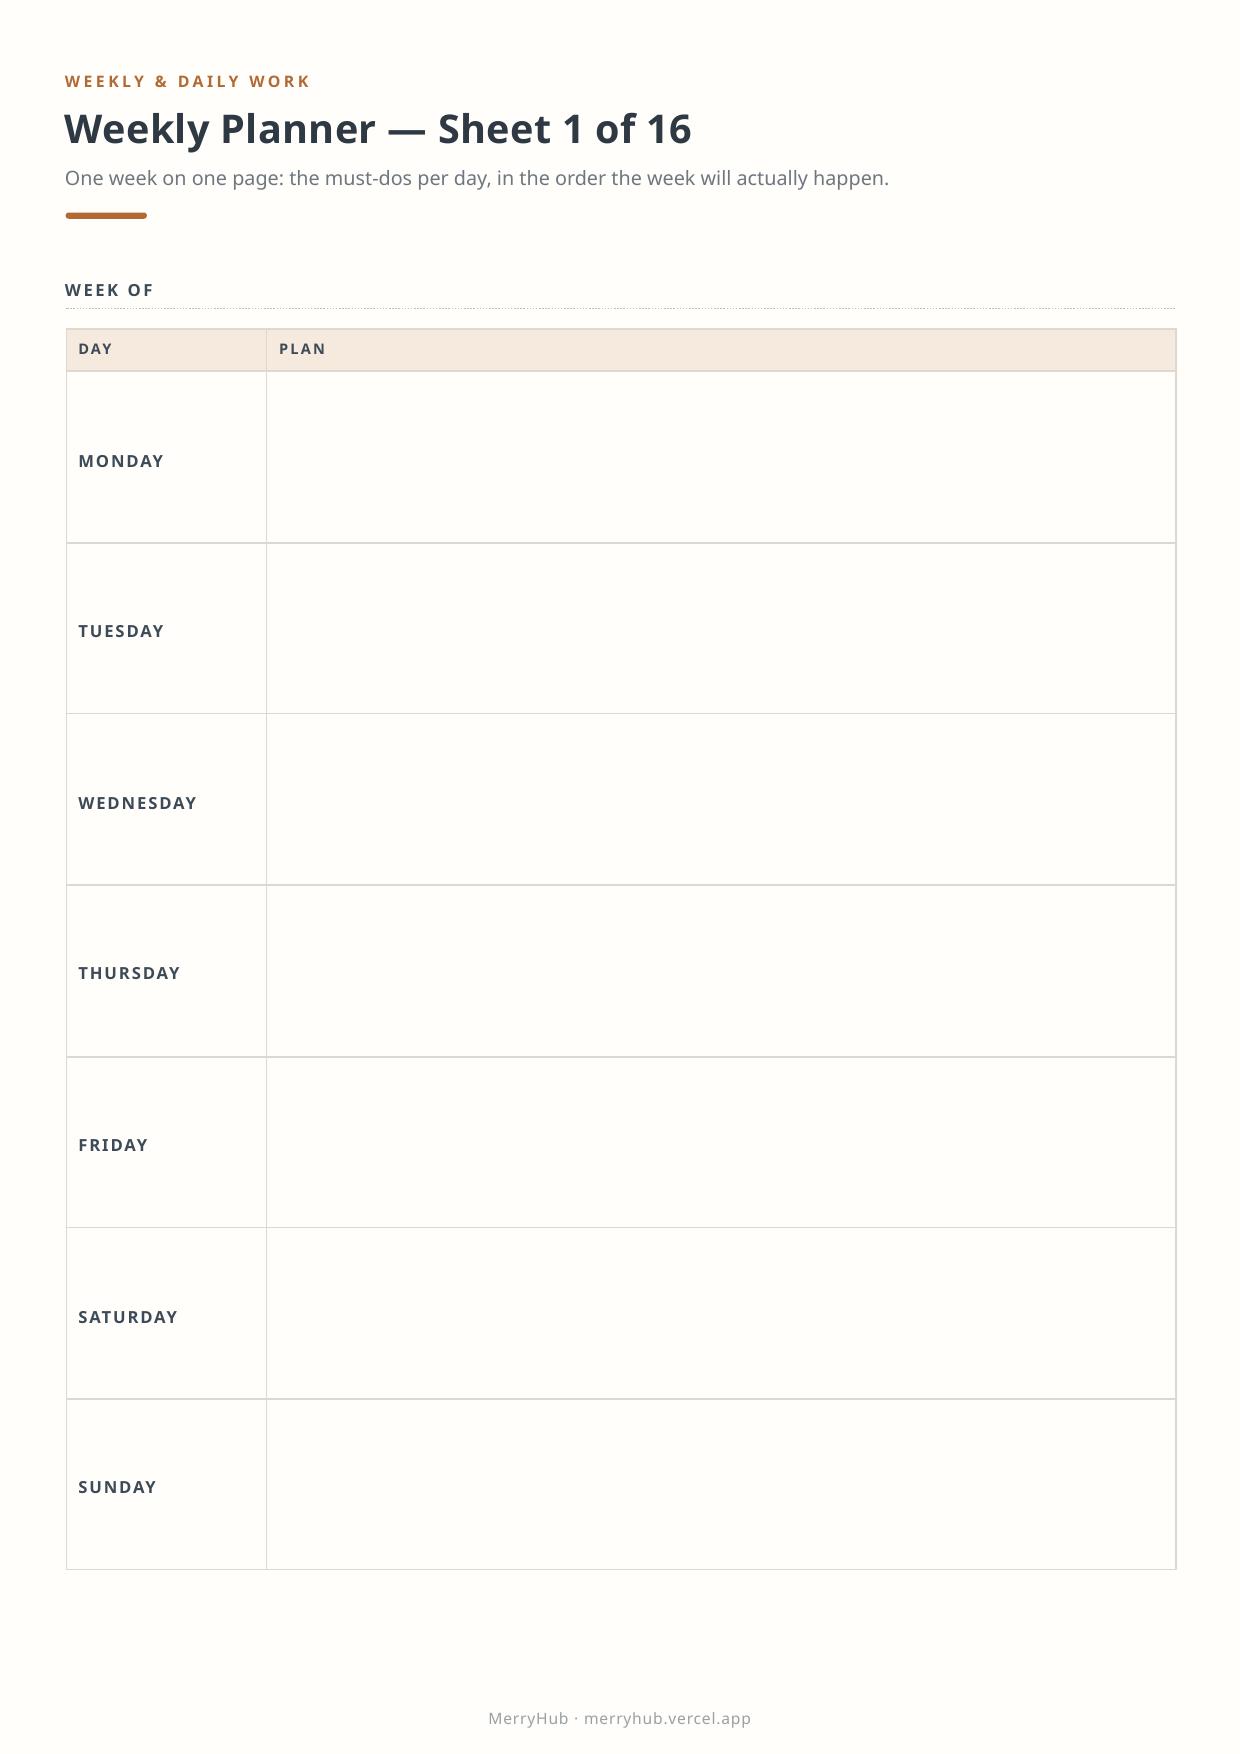 WEEKLY & DAILY WORK
Weekly Planner — Sheet 1 of 16
One week on one page: the must-dos per day, in the order the week will actually happen.
WEEK OF
DAY PLAN
MONDAY
TUESDAY
WEDNESDAY
THURSDAY
FRIDAY
SATURDAY
SUNDAY
MerryHub · merryhub.vercel.app